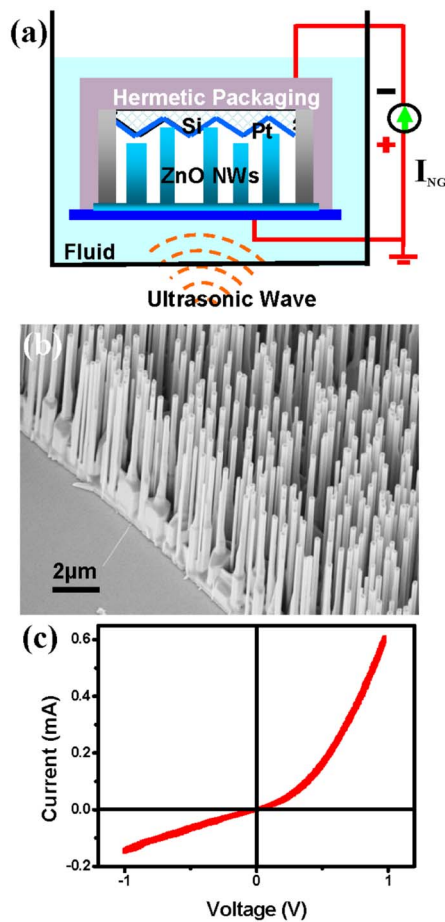 (a)
Hermetic Packaging
Si
Pt
ZnO NWs
−
+
I NG
Fluid
Ultrasonic Wave
(b)
2μm
(c)
0.6
0.4
0.2
0.0
-0.2
Current (mA)
-1 0 1
Voltage (V)